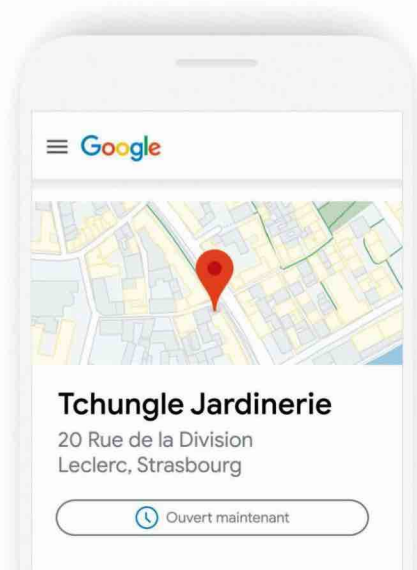 Google
Tchungle Jardinerie
20 Rue de la Division
Leclerc, Strasbourg
Ouvert maintenant